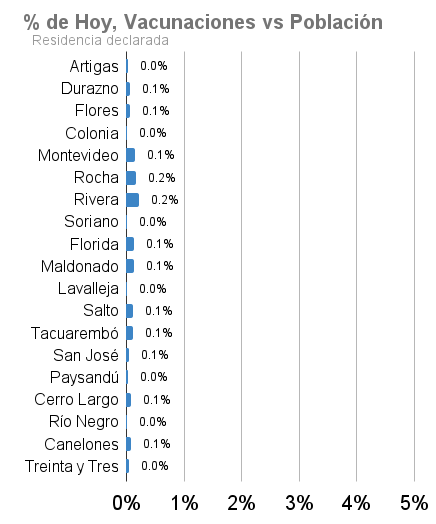 % de Hoy, Vacunaciones vs Población
Residencia declarada
Artigas 0.0%
Durazno 0.1%
Flores 0.1%
Colonia 0.0%
Montevideo 0.1%
Rocha 0.2%
Rivera 0.2%
Soriano 0.0%
Florida 0.1%
Maldonado 0.1%
Lavalleja 0.0%
Salto 0.1%
Tacuarembó 0.1%
San José 0.1%
Paysandú 0.0%
Cerro Largo 0.1%
Río Negro 0.0%
Canelones 0.1%
Treinta y Tres 0.0%
0% 1% 2% 3% 4% 5%